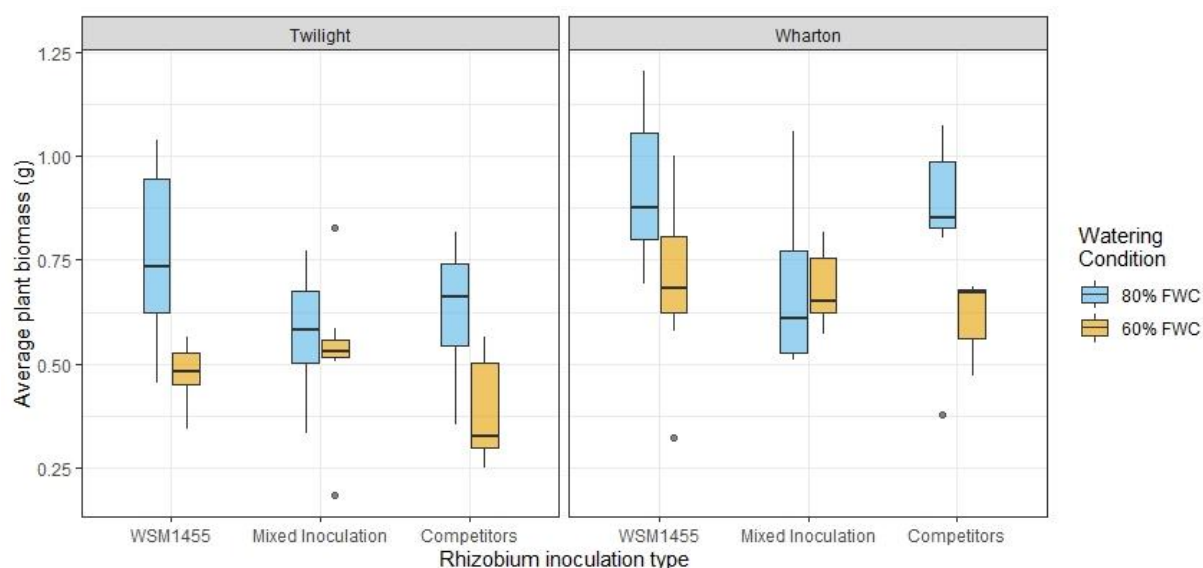 Twilight
Wharton
1.25
1.00
0.75
0.50
0.25
Average plant biomass (g)
WSM1455 Mixed Inoculation Competitors
WSM1455 Mixed Inoculation Competitors
Rhizobium inoculation type
Watering
Condition
80% FWC
60% FWC